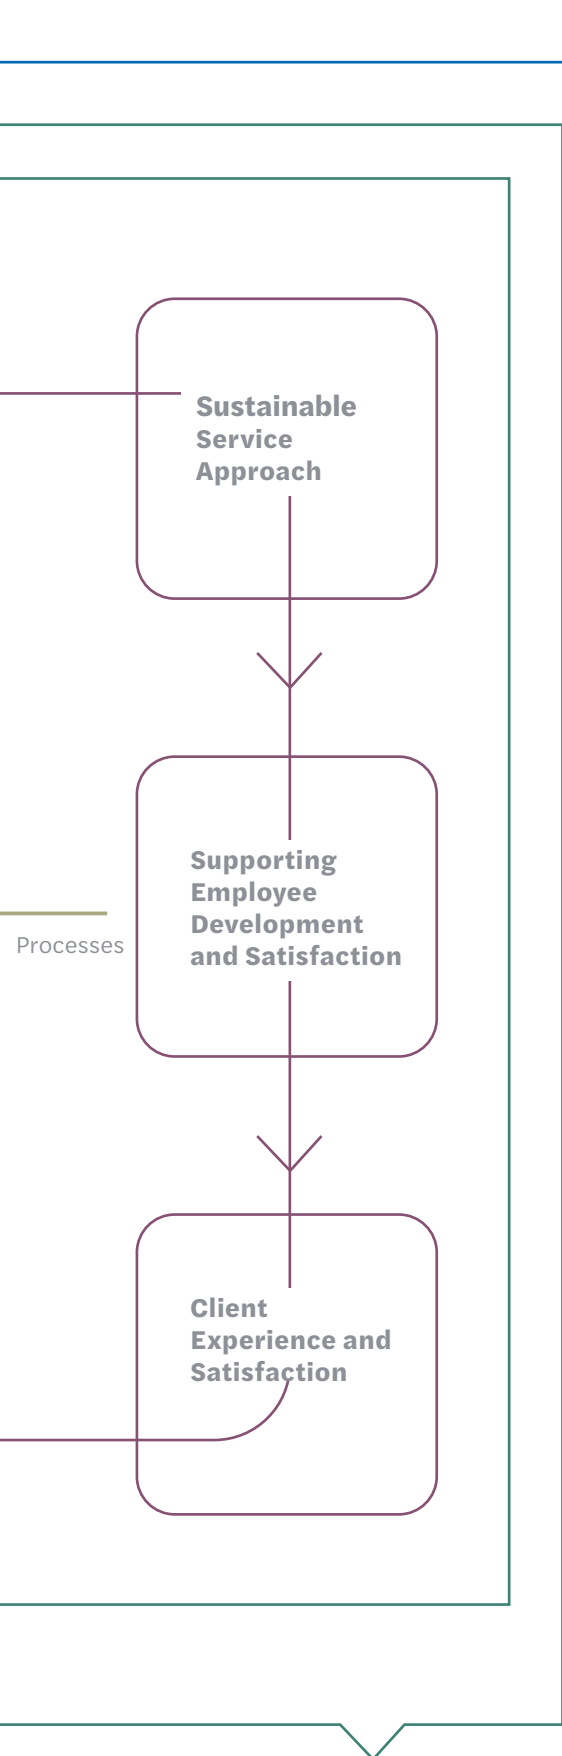 Sustainable
Service
Approach
Supporting
Employee
Development
and Satisfaction
Processes
Client
Experience and
Satisfaction